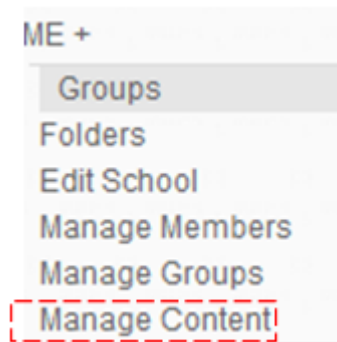 ME +
Groups
Folders
Edit School
Manage Members
Manage Groups
Manage Content